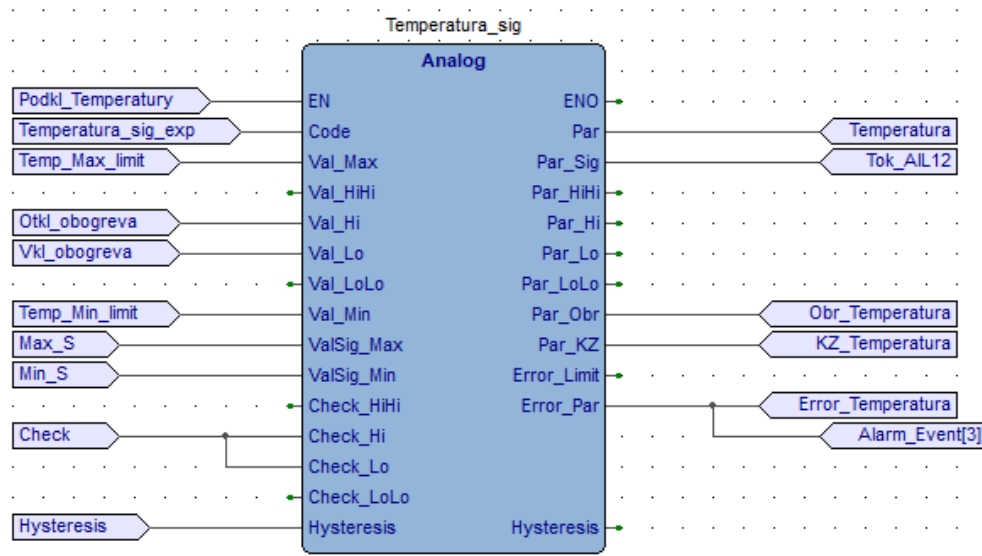 Temperatura_sig
Analog
Podkl_Temperatury EN ENO
Temperatura_sig_exp Code Par Temperatura
Temp_Max_limit Val_Max Par_Sig Tok_AIL12
Val_HiHi Par_HiHi
Otkl_obogreva Val_Hi Par_Hi
Vkl_obogreva Val_Lo Par_Lo
Val_LoLo Par_LoLo
Temp_Min_limit Val_Min Par_Obr Obr_Temperatura
Max_S ValSig_Max Par_KZ KZ_Temperatura
Min_S ValSig_Min Error_Limit
Check_HiHi Error_Par Error_Temperatura
Check Check_Hi Alarm_Event[3]
Check_Lo
Check_LoLo
Hysteresis Hysteresis Hysteresis